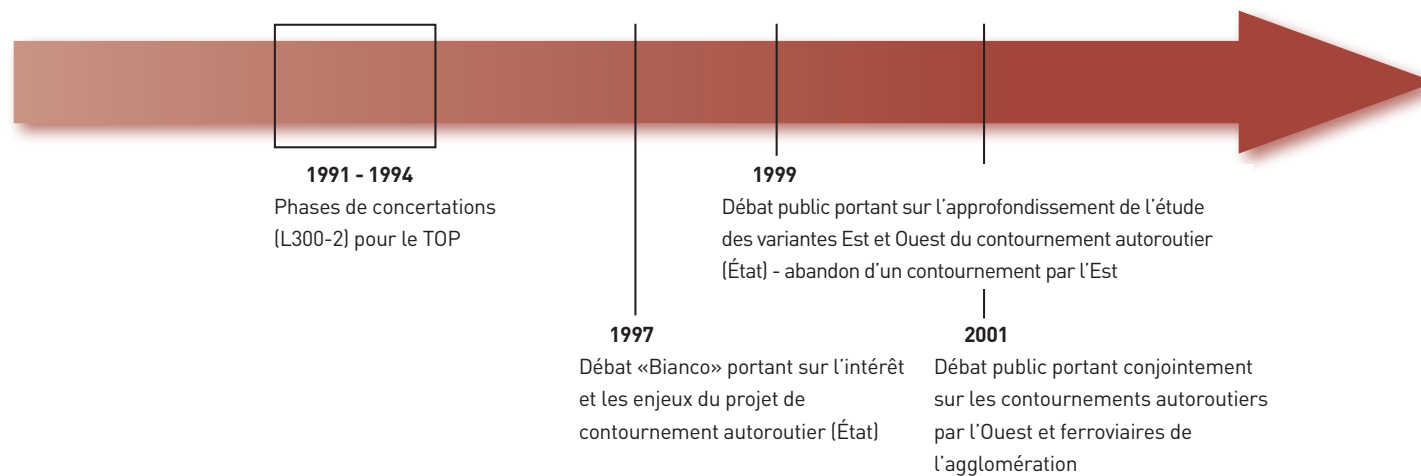 1991 - 1994
Phases de concertations
(L300-2) pour le TOP
1999
Débat public portant sur l’approfondissement de l’étude
des variantes Est et Ouest du contournement autoroutier
(État) - abandon d’un contournement par l’Est
1997
Débat «Bianco» portant sur l’intérêt
et les enjeux du projet de
contournement autoroutier (État)
2001
Débat public portant conjointement
sur les contournements autoroutiers
par l’Ouest et ferroviaires de
l’agglomération